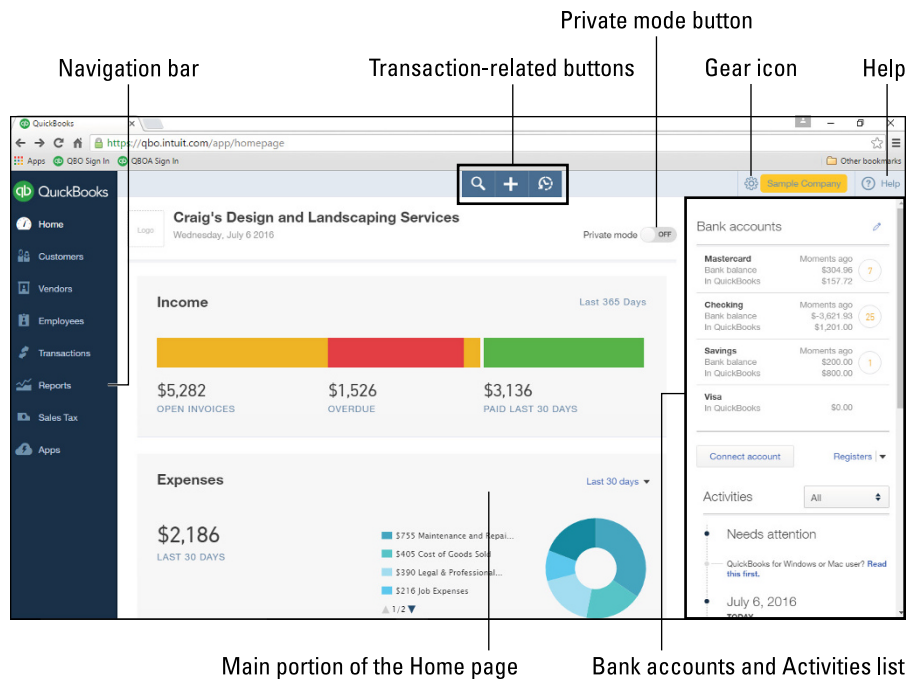 Private mode button
Navigation bar
Transaction-related buttons
Gear icon
Help
QuickBooks
https://qbo.intuit.com/app/homepage
Apps QBO Sign In QBOA Sign In
Other bookmarks
qb QuickBooks
Sample Company
? Help
Home
Customers
Vendors
Employees
Transactions
Reports
Sales Tax
Apps
Logo
Craig's Design and Landscaping Services
Wednesday, July 6 2016
Private mode OFF
Income
Last 365 Days
$5,282
OPEN INVOICES
$1,526
OVERDUE
$3,136
PAID LAST 30 DAYS
Expenses
Last 30 days
$2,186
LAST 30 DAYS
$755 Maintenance and Repai...
$405 Cost of Goods Sold
$390 Legal & Professional...
$216 Job Expenses
1/2
Bank accounts
Mastercard Moments ago
Bank balance $304.96
In QuickBooks $157.72
7
Checking Moments ago
Bank balance $-3,621.93
In QuickBooks $1,201.00
25
Savings Moments ago
Bank balance $200.00
In QuickBooks $800.00
1
Visa
In QuickBooks $0.00
Connect account
Registers
Activities
All
Needs attention
QuickBooks for Windows or Mac user? Read
this first.
July 6, 2016
TODAY
Main portion of the Home page
Bank accounts and Activities list